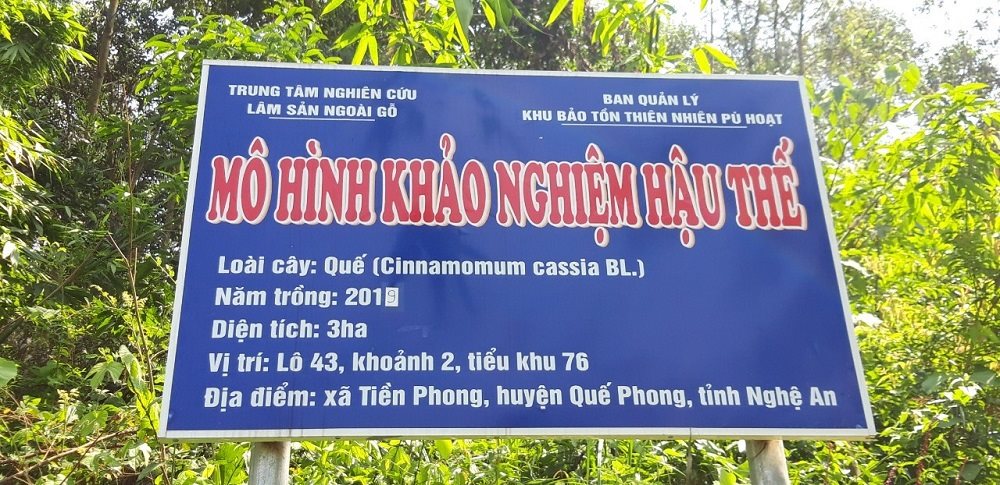 TRUNG TÂM NGHIÊN CỨU
LÂM SẢN NGOÀI GỖ
BAN QUẢN LÝ
KHU BẢO TỒN THIÊN NHIÊN PÙ HOẠT
MÔ HÌNH KHẢO NGHIỆM HẬU THẾ
Loài cây: Quế (Cinnamomum cassia BL.)
Năm trồng: 2019
Diện tích: 3ha
Vị trí: Lô 43, khoảnh 2, tiểu khu 76
Địa điểm: xã Tiền Phong, huyện Quế Phong, tỉnh Nghệ An